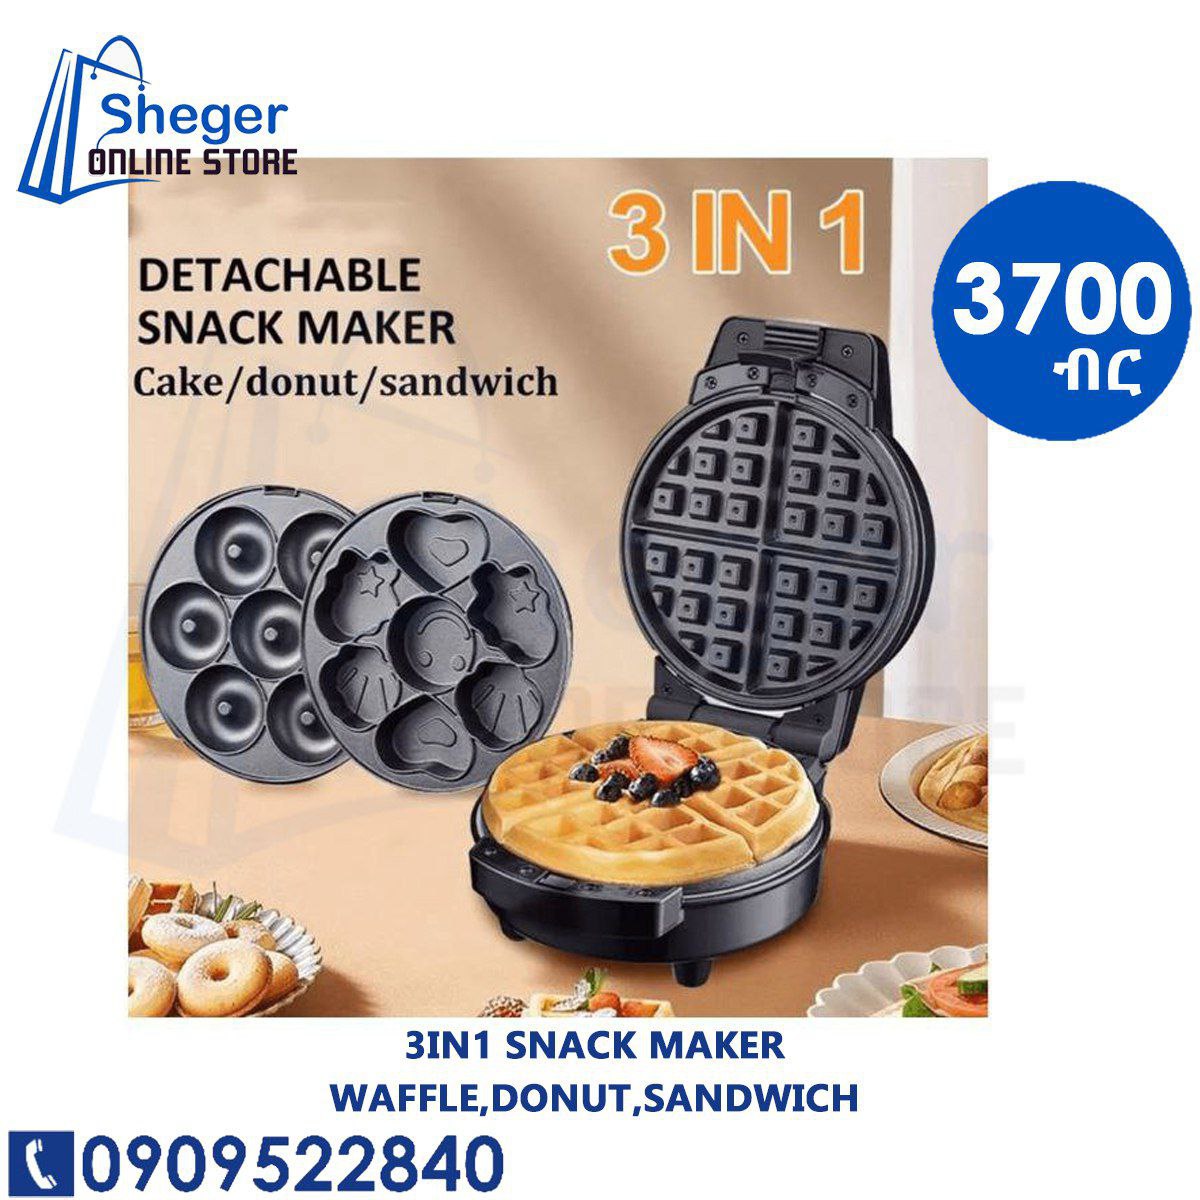 Sheger
ONLINE STORE
3 IN 1
DETACHABLE
SNACK MAKER
Cake/donut/sandwich
3700
ብር
3IN1 SNACK MAKER
WAFFLE,DONUT,SANDWICH
0909522840